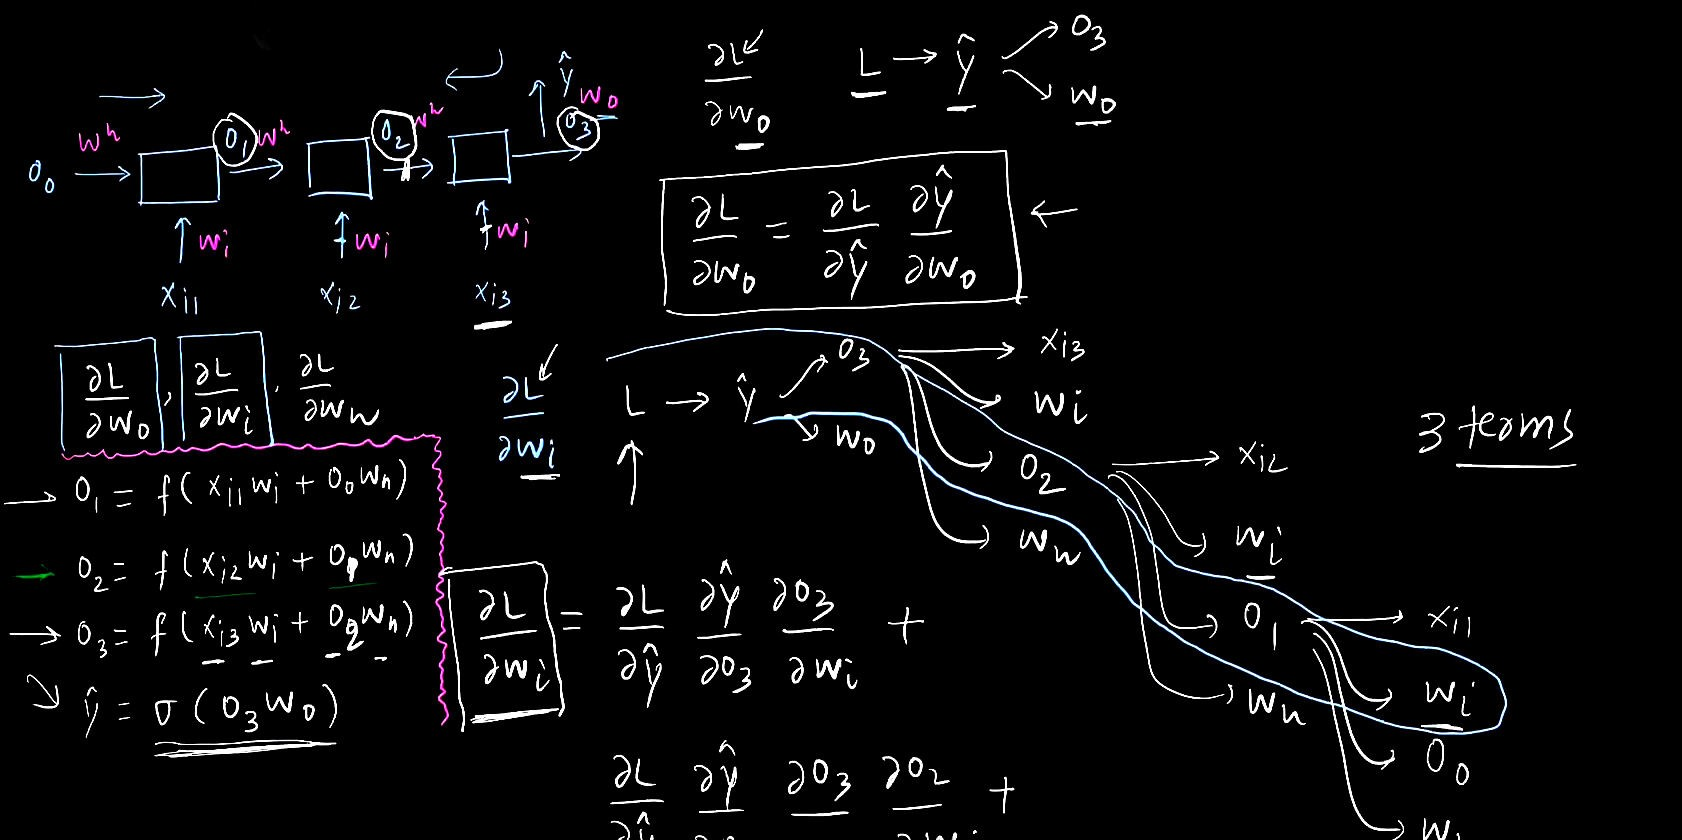 ∂L/∂w₀ L → ŷ O₃
w₀
ŷ
wʰ O₁ wʰ O₂ wʰ O₃ w₀
O₀
wᵢ wᵢ wᵢ
xᵢ₁ xᵢ₂ xᵢ₃
∂L/∂w₀ = ∂L/∂ŷ ∂ŷ/∂w₀
∂L/∂w₀, ∂L/∂wᵢ, ∂L/∂wₕ
∂L/∂wᵢ L → ŷ O₃ xᵢ₃
w₀ wᵢ
O₂ xᵢ₂
wₕ wᵢ
O₁ xᵢ₁
wₕ wᵢ
O₀
3 terms
O₁ = f(xᵢ₁wᵢ + O₀wₕ)
O₂ = f(xᵢ₂wᵢ + O₁wₕ)
O₃ = f(xᵢ₃wᵢ + O₂wₕ)
ŷ = σ(O₃w₀)
∂L/∂wᵢ = ∂L/∂ŷ ∂ŷ/∂O₃ ∂O₃/∂wᵢ +
∂L/∂ŷ ∂ŷ ∂O₃ ∂O₂/∂wᵢ +